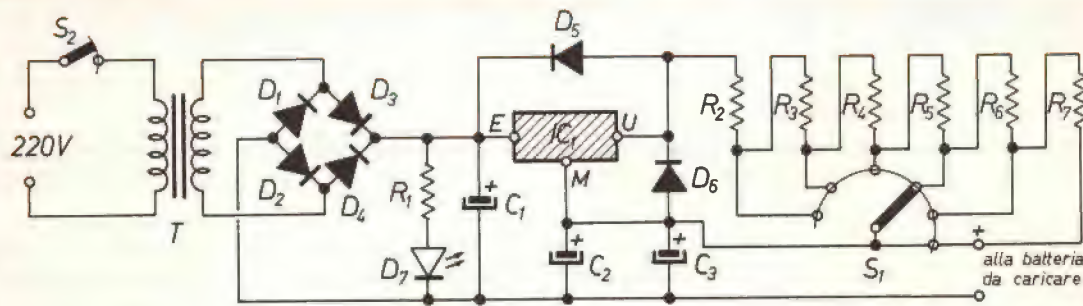 S2
220V
T
D1
D3
D2
D4
R1
D7
C1
D5
E
IC1
U
M
D6
C2
C3
R2
R3
R4
R5
R6
R7
S1
+
+
+
+
alla batteria
da caricare